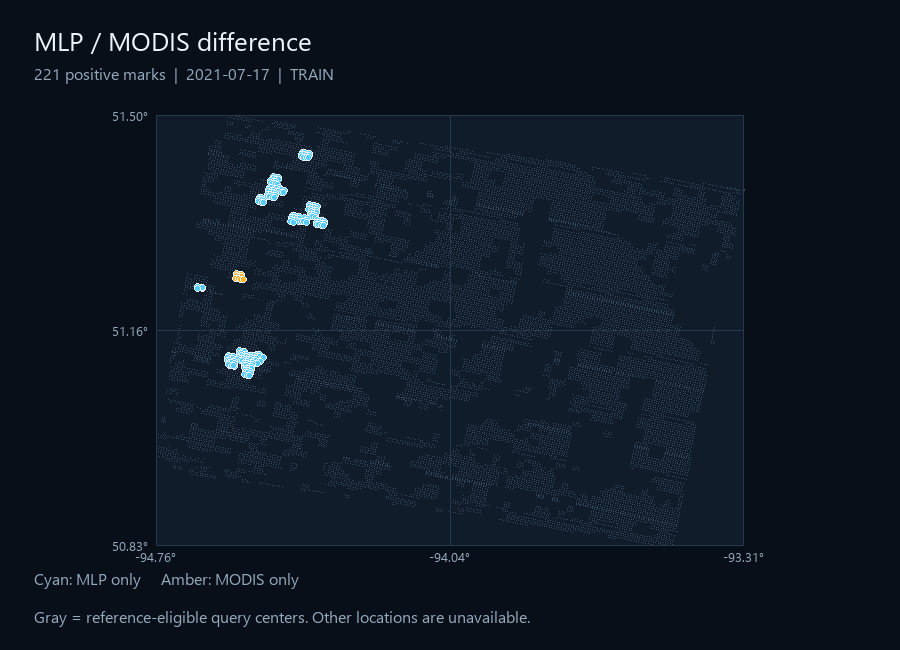 MLP / MODIS difference
221 positive marks | 2021-07-17 | TRAIN
51.50°
51.16°
50.83°
-94.76°
-94.04°
-93.31°
Cyan: MLP only Amber: MODIS only
Gray = reference-eligible query centers. Other locations are unavailable.